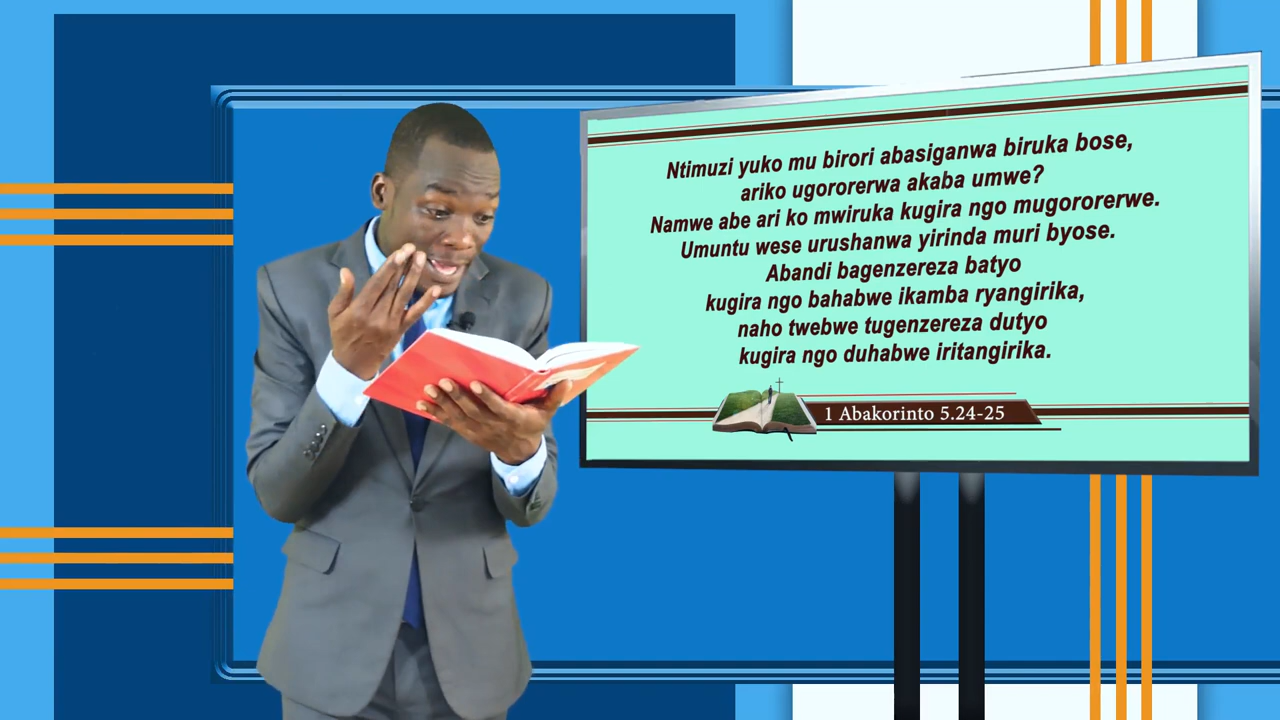 Ntimuzi yuko mu birori abasiganwa biruka bose,
ariko ugororerwa akaba umwe?
Namwe abe ari ko mwiruka kugira ngo mugororerwe.
Umuntu wese urushanwa yirinda muri byose.
Abandi bagenzereza batyo
kugira ngo bahabwe ikamba ryangirika,
naho twebwe tugenzereza dutyo
kugira ngo duhabwe iritangirika.
1 Abakorinto 5.24-25